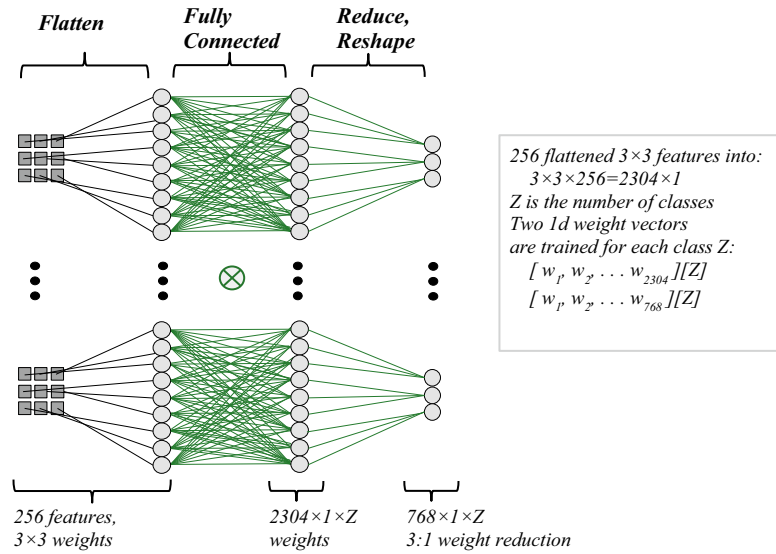 Flatten
Fully
Connected
Reduce,
Reshape
256 flattened 3×3 features into:
3×3×256=2304×1
Z is the number of classes
Two 1d weight vectors
are trained for each class Z:
[ w1, w2, . . . w2304 ][Z]
[ w1, w2, . . . w768 ][Z]
256 features,
3×3 weights
2304×1×Z
weights
768×1×Z
3:1 weight reduction